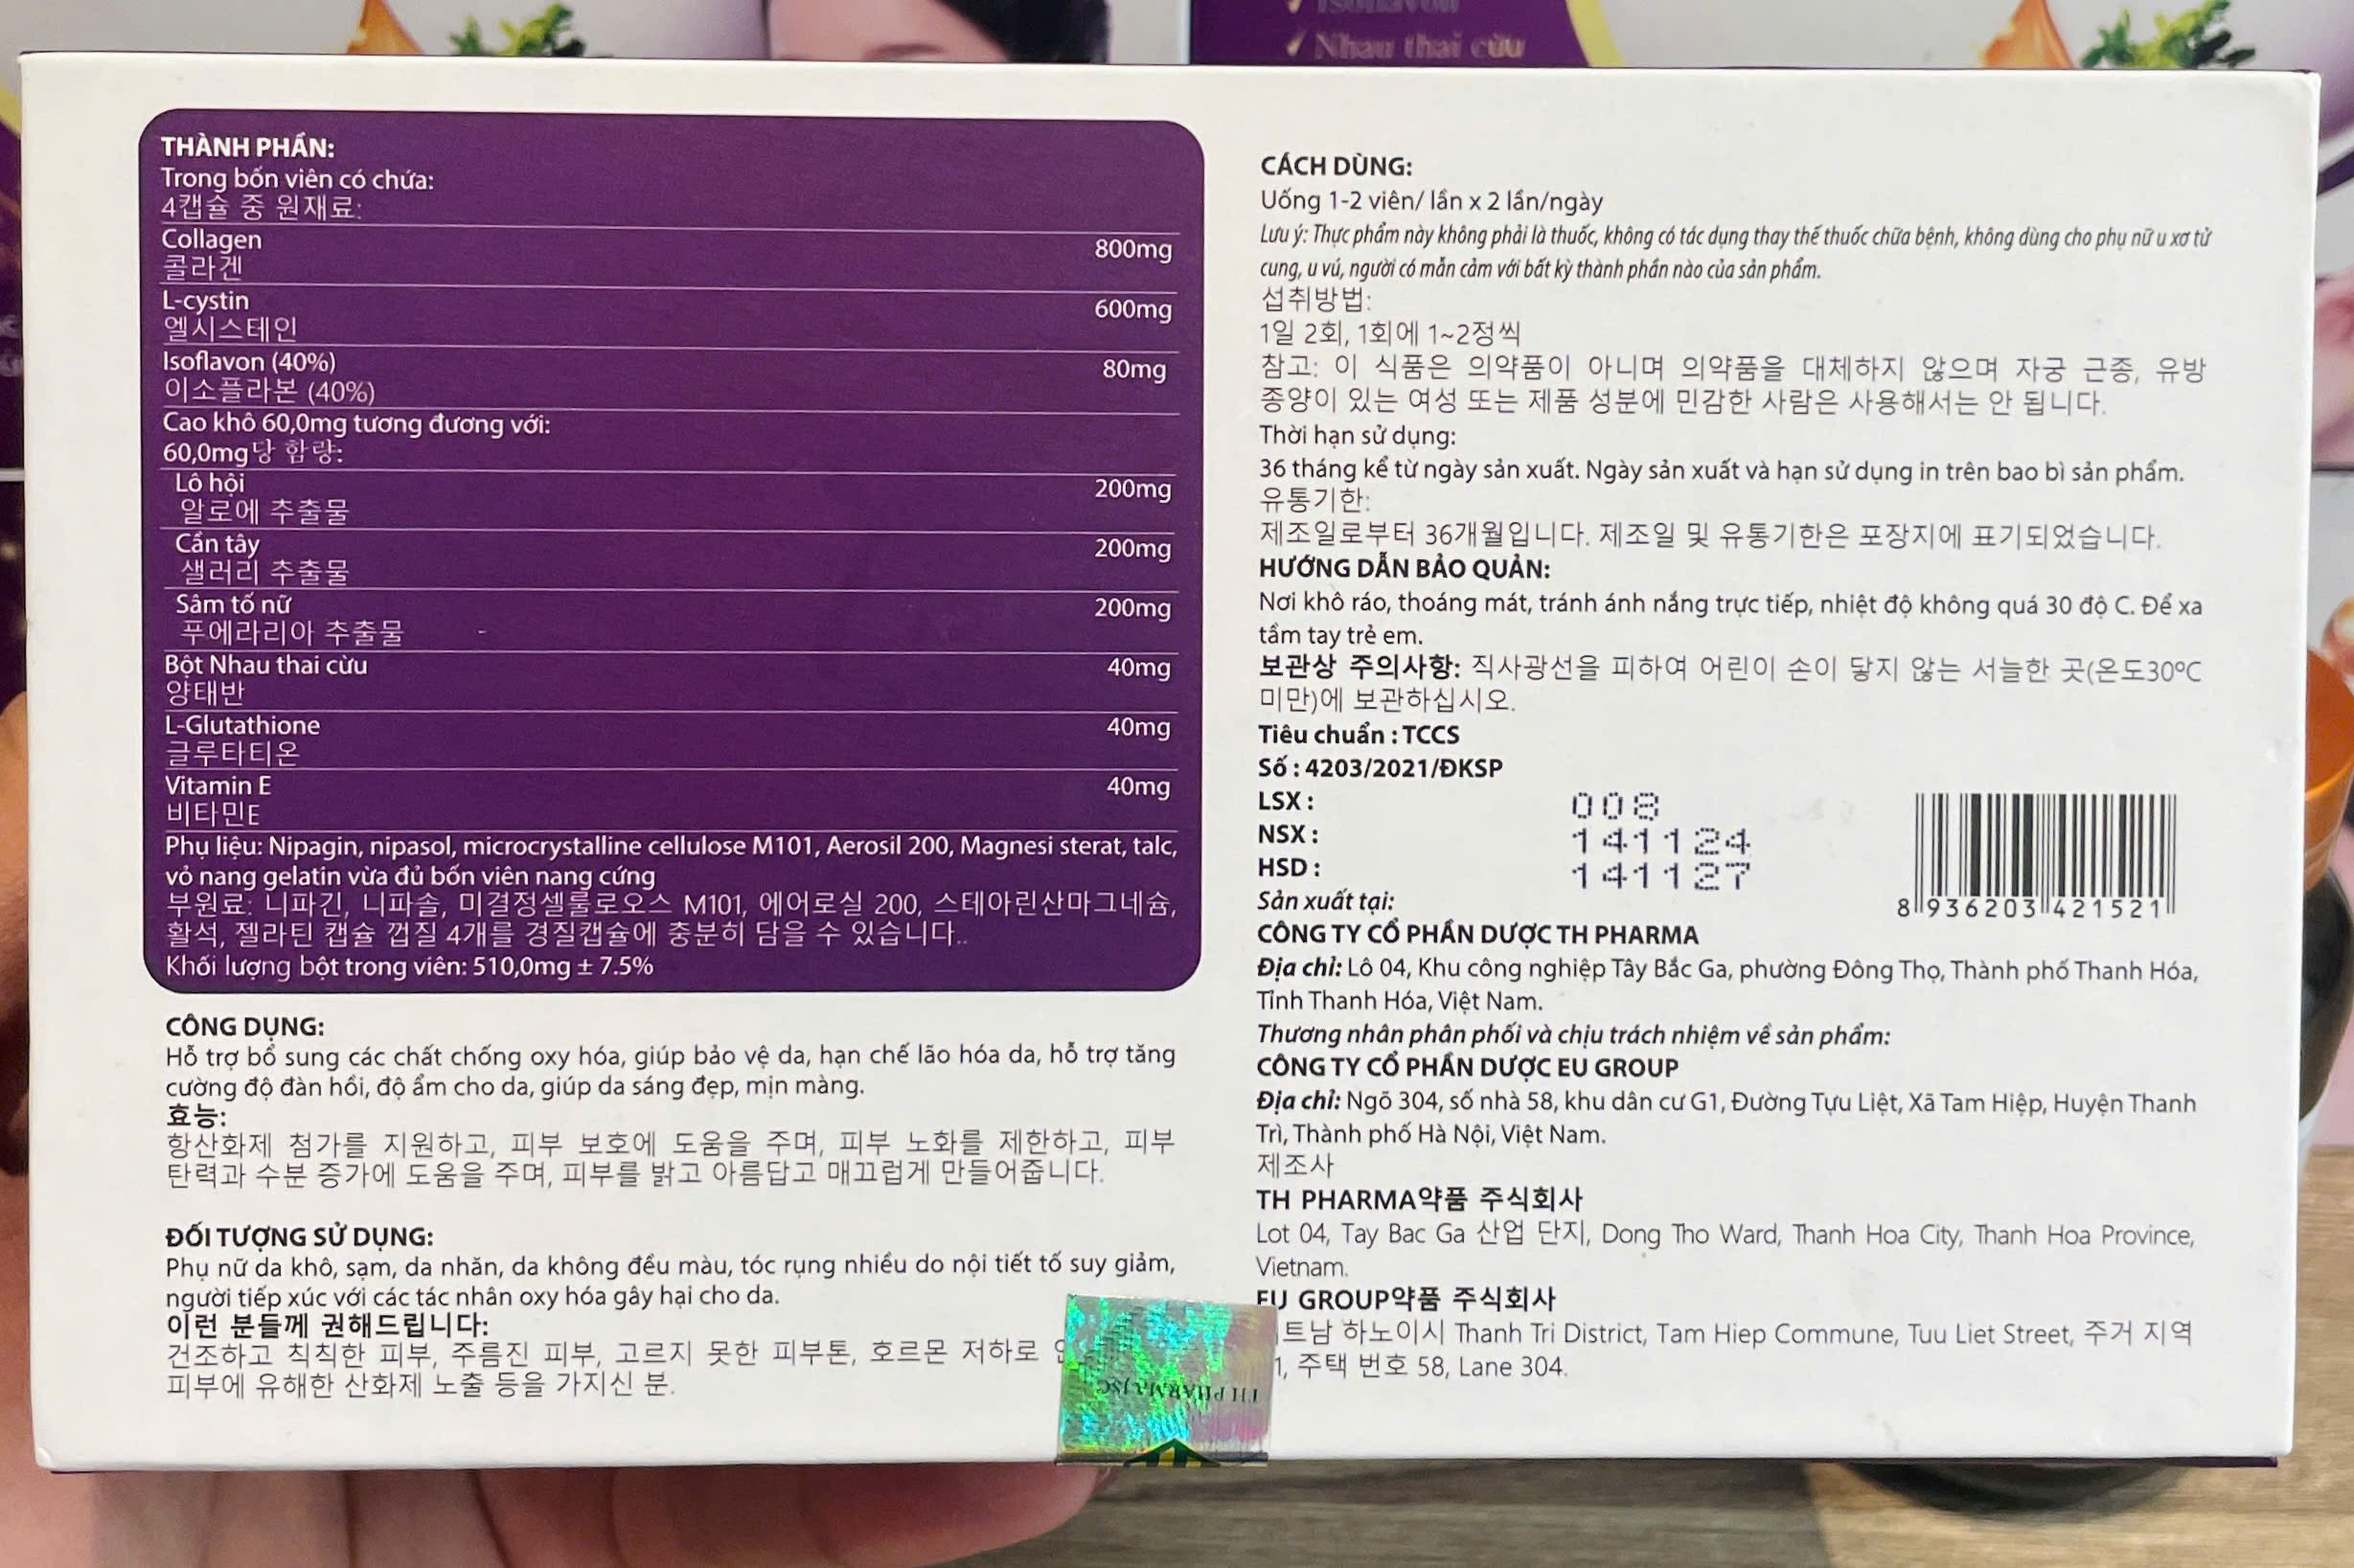 Isoflavon
✓ Nhau thai cừu
THÀNH PHẦN:
Trong bốn viên có chứa:
4캡슐 중 원재료:
Collagen 800mg
콜라겐
L-cystin 600mg
엘시스테인
Isoflavon (40%) 80mg
이소플라본 (40%)
Cao khô 60,0mg tương đương với:
60,0mg당 함량:
Lô hội 200mg
알로에 추출물
Cần tây 200mg
샐러리 추출물
Sâm tố nữ 200mg
푸에라리아 추출물
Bột Nhau thai cừu 40mg
양태반
L-Glutathione 40mg
글루타티온
Vitamin E 40mg
비타민E
Phụ liệu: Nipagin, nipasol, microcrystalline cellulose M101, Aerosil 200, Magnesi sterat, talc,
vỏ nang gelatin vừa đủ bốn viên nang cứng
부원료: 니파긴, 니파솔, 미결정셀룰로오스 M101, 에어로실 200, 스테아린산마그네슘,
활석, 젤라틴 캡슐 껍질 4개를 경질캡슐에 충분히 담을 수 있습니다..
Khối lượng bột trong viên: 510,0mg ± 7.5%
CÔNG DỤNG:
Hỗ trợ bổ sung các chất chống oxy hóa, giúp bảo vệ da, hạn chế lão hóa da, hỗ trợ tăng
cường độ đàn hồi, độ ẩm cho da, giúp da sáng đẹp, mịn màng.
효능:
항산화제 첨가를 지원하고, 피부 보호에 도움을 주며, 피부 노화를 제한하고, 피부
탄력과 수분 증가에 도움을 주며, 피부를 밝고 아름답고 매끄럽게 만들어줍니다.
ĐỐI TƯỢNG SỬ DỤNG:
Phụ nữ da khô, sạm, da nhăn, da không đều màu, tóc rụng nhiều do nội tiết tố suy giảm,
người tiếp xúc với các tác nhân oxy hóa gây hại cho da.
이런 분들께 권해드립니다:
건조하고 칙칙한 피부, 주름진 피부, 고르지 못한 피부톤, 호르몬 저하로
피부에 유해한 산화제 노출 등을 가지신 분.
CÁCH DÙNG:
Uống 1-2 viên/ lần x 2 lần/ngày
Lưu ý: Thực phẩm này không phải là thuốc, không có tác dụng thay thế thuốc chữa bệnh, không dùng cho phụ nữ u xơ tử
cung, u vú, người có mẫn cảm với bất kỳ thành phần nào của sản phẩm.
섭취방법:
1일 2회, 1회에 1~2정씩
참고: 이 식품은 의약품이 아니며 의약품을 대체하지 않으며 자궁 근종, 유방
종양이 있는 여성 또는 제품 성분에 민감한 사람은 사용해서는 안 됩니다.
Thời hạn sử dụng:
36 tháng kể từ ngày sản xuất. Ngày sản xuất và hạn sử dụng in trên bao bì sản phẩm.
유통기한:
제조일로부터 36개월입니다. 제조일 및 유통기한은 포장지에 표기되었습니다.
HƯỚNG DẪN BẢO QUẢN:
Nơi khô ráo, thoáng mát, tránh ánh nắng trực tiếp, nhiệt độ không quá 30 độ C. Để xa
tầm tay trẻ em.
보관상 주의사항: 직사광선을 피하여 어린이 손이 닿지 않는 서늘한 곳(온도30ºC
미만)에 보관하십시오.
Tiêu chuẩn : TCCS
Số : 4203/2021/ĐKSP
LSX : 008
NSX : 141124
HSD : 141127
8 936203 421521
Sản xuất tại:
CÔNG TY CỔ PHẦN DƯỢC TH PHARMA
Địa chỉ: Lô 04, Khu công nghiệp Tây Bắc Ga, phường Đông Thọ, Thành phố Thanh Hóa,
Tỉnh Thanh Hóa, Việt Nam.
Thương nhân phân phối và chịu trách nhiệm về sản phẩm:
CÔNG TY CỔ PHẦN DƯỢC EU GROUP
Địa chỉ: Ngõ 304, số nhà 58, khu dân cư G1, Đường Tựu Liệt, Xã Tam Hiệp, Huyện Thanh
Trì, Thành phố Hà Nội, Việt Nam.
제조사
TH PHARMA약품 주식회사
Lot 04, Tay Bac Ga 산업 단지, Dong Tho Ward, Thanh Hoa City, Thanh Hoa Province,
Vietnam.
EU GROUP약품 주식회사
트남 하노이시 Thanh Tri District, Tam Hiep Commune, Tuu Liet Street, 주거 지역
1, 주택 번호 58, Lane 304.
TH PHARMA JSC